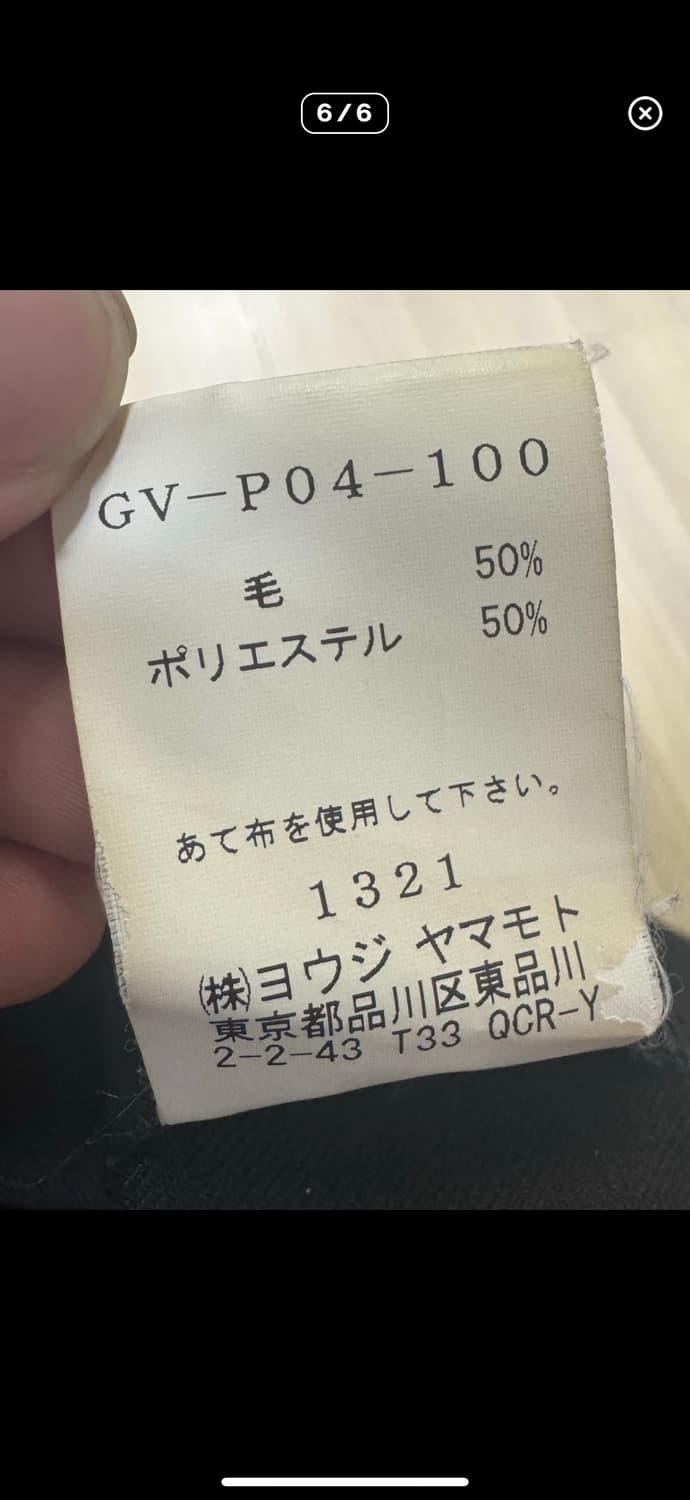 6/6
GV-P04-100
毛 50%
ポリエステル 50%
あて布を使用して下さい。
1321
(株)ヨウジ ヤマモト
東京都品川区東品川
2-2-43 T33 QCR-Y